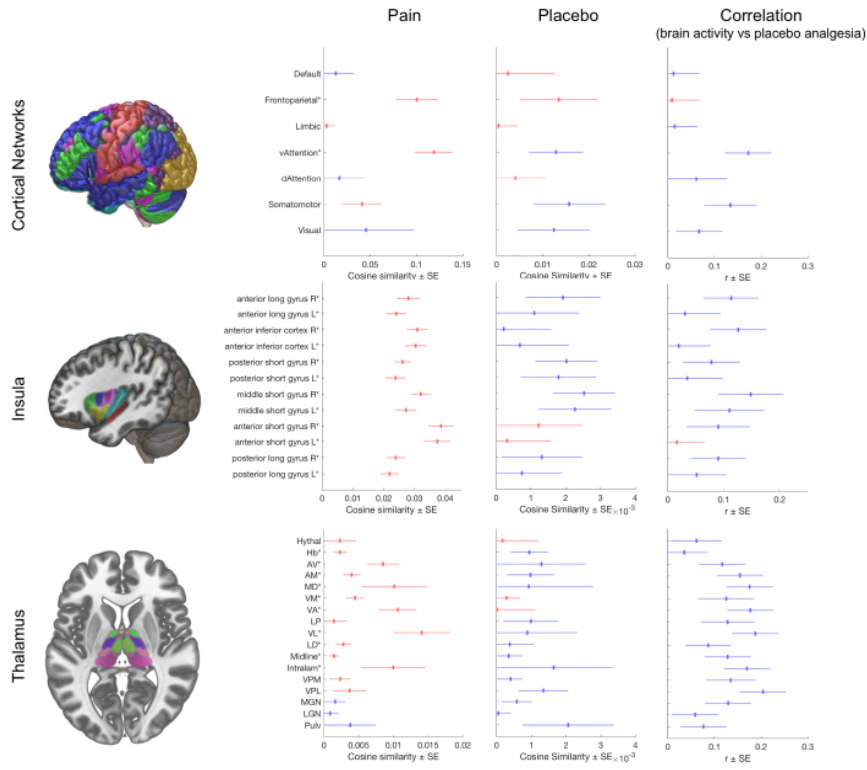 Pain
Placebo
Correlation
(brain activity vs placebo analgesia)
Cortical Networks
Default
Frontoparietal*
Limbic
vAttention*
dAttention
Somatomotor
Visual
0 0.05 0.1 0.15
Cosine similarity ± SE
0 0.01 0.02 0.03
Cosine Similarity ± SE
0 0.1 0.2 0.3
r ± SE
Insula
anterior long gyrus R*
anterior long gyrus L*
anterior inferior cortex R*
anterior inferior cortex L*
posterior short gyrus R*
posterior short gyrus L*
middle short gyrus R*
middle short gyrus L*
anterior short gyrus R*
anterior short gyrus L*
posterior long gyrus R*
posterior long gyrus L*
0 0.01 0.02 0.03 0.04
Cosine similarity ± SE
0 1 2 3 4
Cosine similarity ± SE ×10⁻³
0 0.1 0.2
r ± SE
Thalamus
Hythal
Hb*
AV*
AM*
MD*
VM*
VA*
LP
VL*
LD*
Midline*
Intralam*
VPM
VPL
MGN
LGN
Pulv
0 0.005 0.01 0.015 0.02
Cosine similarity ± SE
0 1 2 3 4
Cosine similarity ± SE ×10⁻³
0 0.1 0.2 0.3
r ± SE